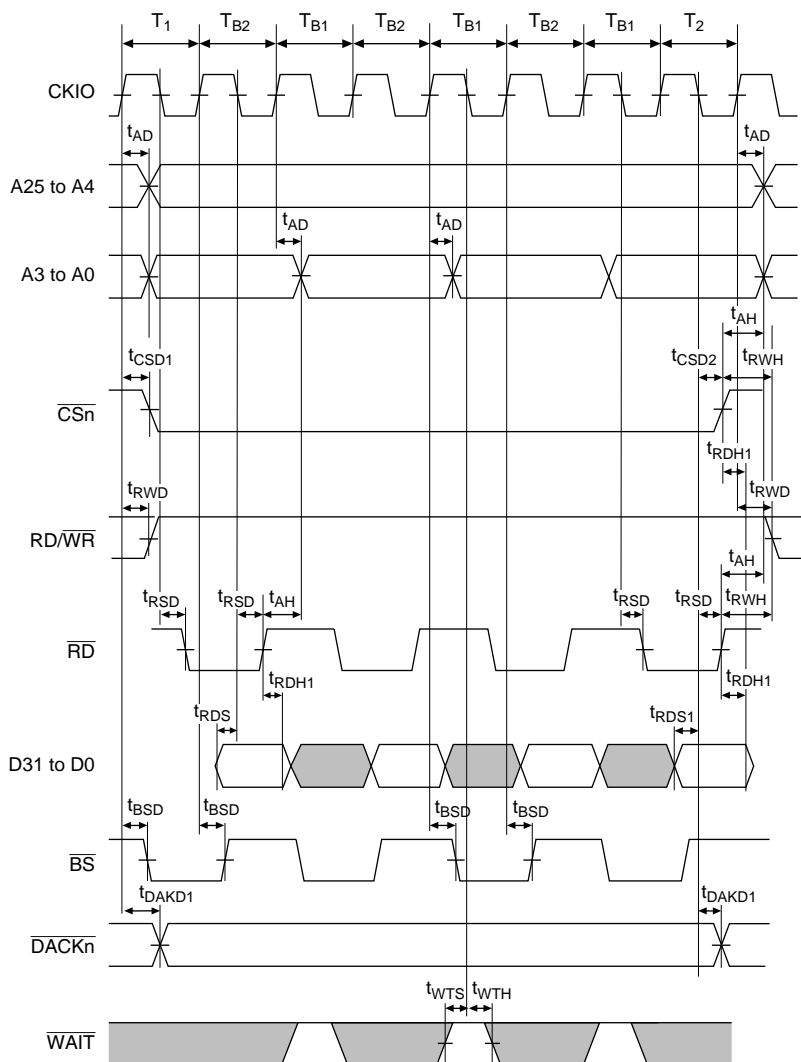 T1 TB2 TB1 TB2 TB1 TB2 TB1 T2
CKIO
tAD tAD
A25 to A4
tAD tAD
A3 to A0
tAH
tCSD1 tCSD2 tRWH
CSn
tRDH1
tRWD tRWD
RD/WR
tAH
tRSD tRSD tAH tRSD tRSD tRWH
RD
tRDH1 tRDH1
tRDS tRDS1
D31 to D0
tBSD tBSD tBSD tBSD
BS
tDAKD1 tDAKD1
DACKn
tWTS tWTH
WAIT